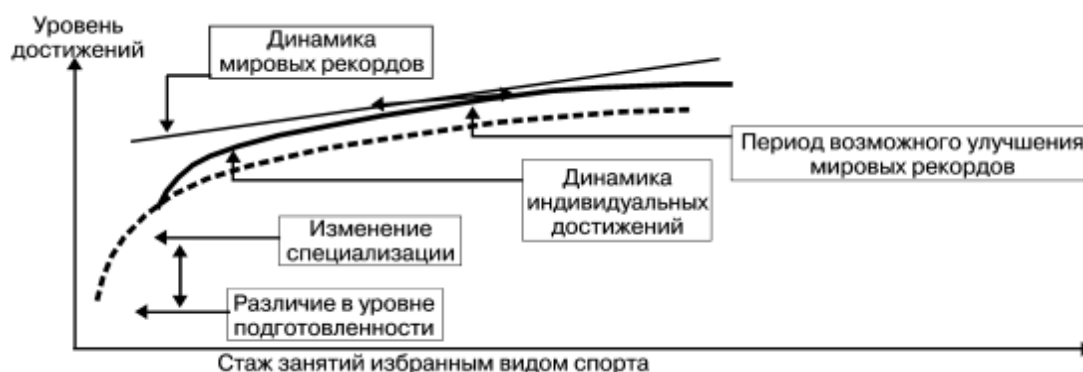 Уровень
достижений
Динамика
мировых рекордов
Период возможного улучшения
мировых рекордов
Динамика
индивидуальных
достижений
Изменение
специализации
Различие в уровне
подготовленности
Стаж занятий избранным видом спорта